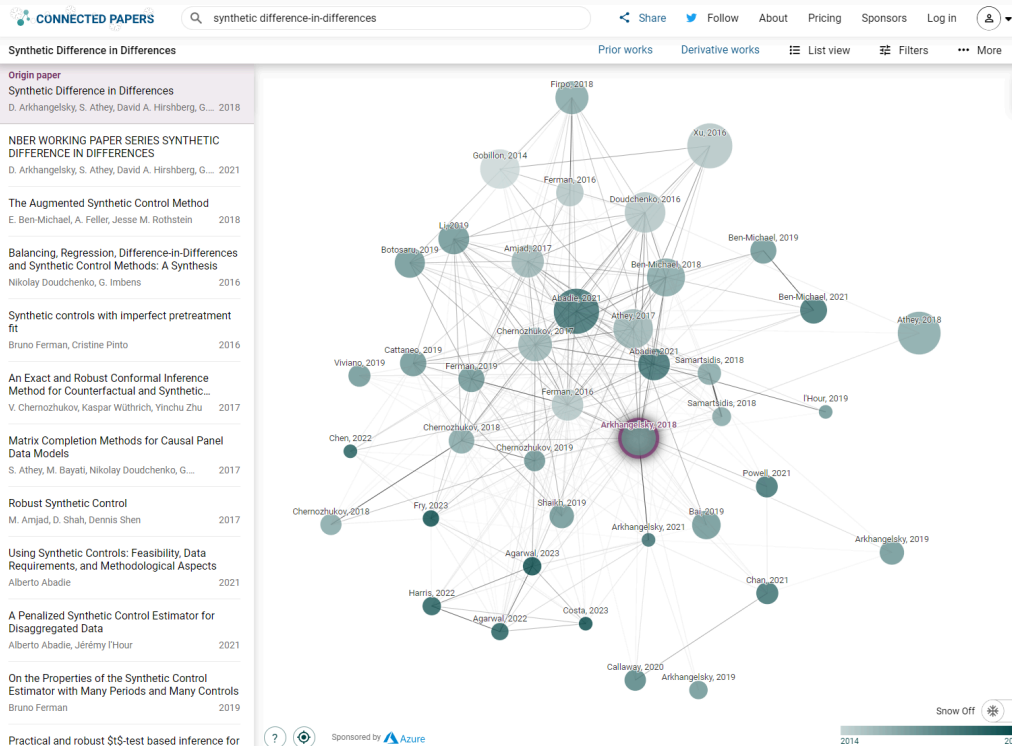 CONNECTED PAPERS
synthetic difference-in-differences
Share
Follow
About
Pricing
Sponsors
Log in
Synthetic Difference in Differences
Prior works
Derivative works
List view
Filters
More
Origin paper
Synthetic Difference in Differences
D. Arkhangelsky, S. Athey, David A. Hirshberg, G.... 2018
NBER WORKING PAPER SERIES SYNTHETIC
DIFFERENCE IN DIFFERENCES
D. Arkhangelsky, S. Athey, David A. Hirshberg, G.... 2021
The Augmented Synthetic Control Method
E. Ben-Michael, A. Feller, Jesse M. Rothstein 2018
Balancing, Regression, Difference-in-Differences
and Synthetic Control Methods: A Synthesis
Nikolay Doudchenko, G. Imbens 2016
Synthetic controls with imperfect pretreatment
fit
Bruno Ferman, Cristine Pinto 2016
An Exact and Robust Conformal Inference
Method for Counterfactual and Synthetic...
V. Chernozhukov, Kaspar Wüthrich, Yinchu Zhu 2017
Matrix Completion Methods for Causal Panel
Data Models
S. Athey, M. Bayati, Nikolay Doudchenko, G.... 2017
Robust Synthetic Control
M. Amjad, D. Shah, Dennis Shen 2017
Using Synthetic Controls: Feasibility, Data
Requirements, and Methodological Aspects
Alberto Abadie 2021
A Penalized Synthetic Control Estimator for
Disaggregated Data
Alberto Abadie, Jérémy l'Hour 2021
On the Properties of the Synthetic Control
Estimator with Many Periods and Many Controls
Bruno Ferman 2019
Practical and robust $t$-test based inference for
Firpo, 2018
Xu, 2016
Gobillon, 2014
Ferman, 2016
Doudchenko, 2016
Li, 2019
Ben-Michael, 2019
Botosaru, 2019
Amjad, 2017
Ben-Michael, 2018
Abadie, 2021
Ben-Michael, 2021
Athey, 2017
Athey, 2018
Chernozhukov, 2017
Cattaneo, 2019
Abadie, 2021
Viviano, 2019
Ferman, 2019
Samartsidis, 2018
Ferman, 2016
l'Hour, 2019
Samartsidis, 2018
Chernozhukov, 2018
Arkhangelsky, 2018
Chen, 2022
Chernozhukov, 2019
Powell, 2021
Chernozhukov, 2018
Fry, 2023
Shaikh, 2019
Bai, 2019
Arkhangelsky, 2021
Arkhangelsky, 2019
Agarwal, 2023
Chan, 2021
Harris, 2022
Agarwal, 2022
Costa, 2023
Callaway, 2020
Arkhangelsky, 2019
Snow Off
?
Sponsored by Azure
2014